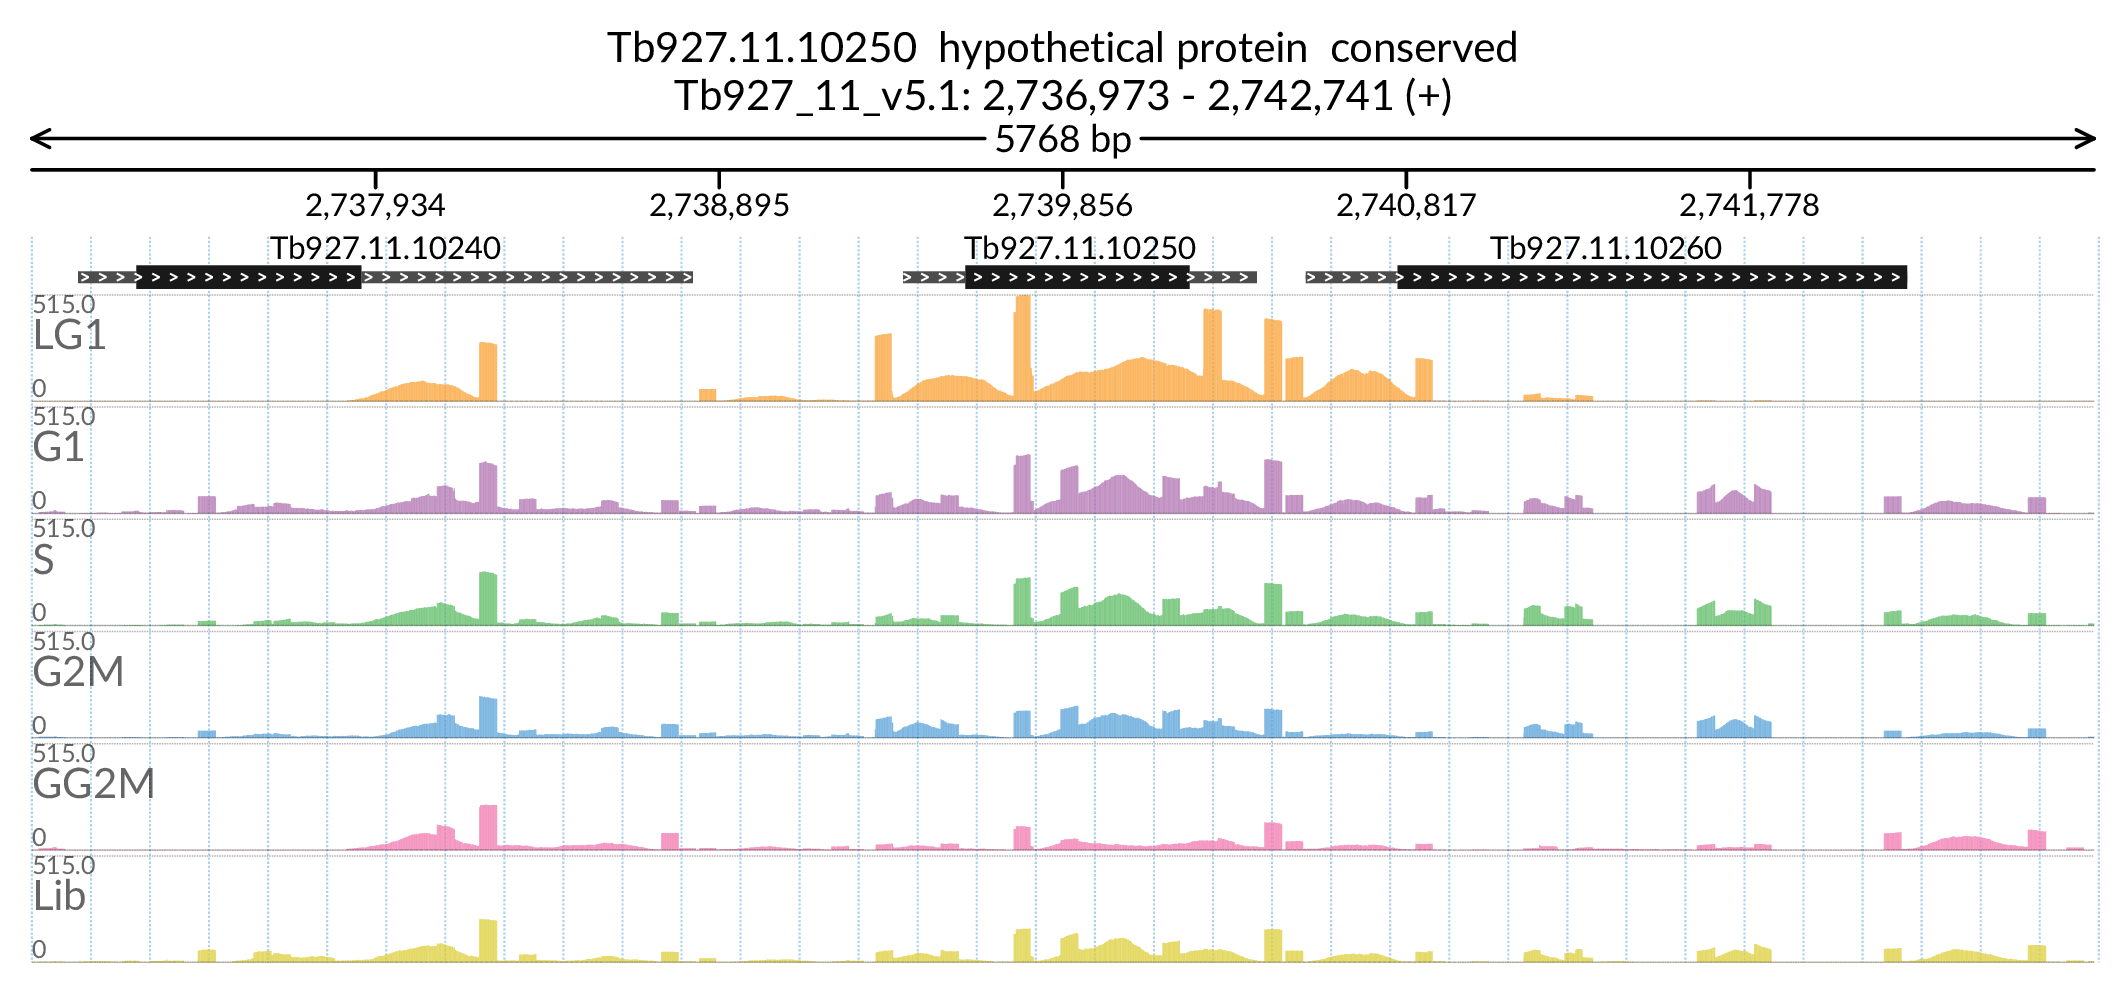 Tb927.11.10250  hypothetical protein  conserved
Tb927_11_v5.1: 2,736,973 - 2,742,741 (+)
5768 bp
2,737,934 2,738,895 2,739,856 2,740,817 2,741,778
Tb927.11.10240 Tb927.11.10250 Tb927.11.10260
515.0
LG1
0
515.0
G1
0
515.0
S
0
515.0
G2M
0
515.0
GG2M
0
515.0
Lib
0